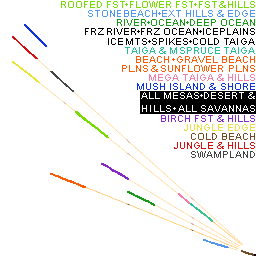 ROOFED FST•FLOWER FST•FST&HILLS
STONEBEACH•EXT HILLS & EDGE
RIVER•OCEAN•DEEP OCEAN
FRZ RIVER•FRZ OCEAN•ICEPLAINS
ICE MTS•SPIKES•COLD TAIGA
TAIGA & MSPRUCE TAIGA
BEACH•GRAVEL BEACH
PLNS & SUNFLOWER PLNS
MEGA TAIGA & HILLS
MUSH ISLAND & SHORE
ALL MESAS•DESERT &
HILLS•ALL SAVANNAS
BIRCH FST & HILLS
JUNGLE EDGE
COLD BEACH
JUNGLE & HILLS
SWAMPLAND